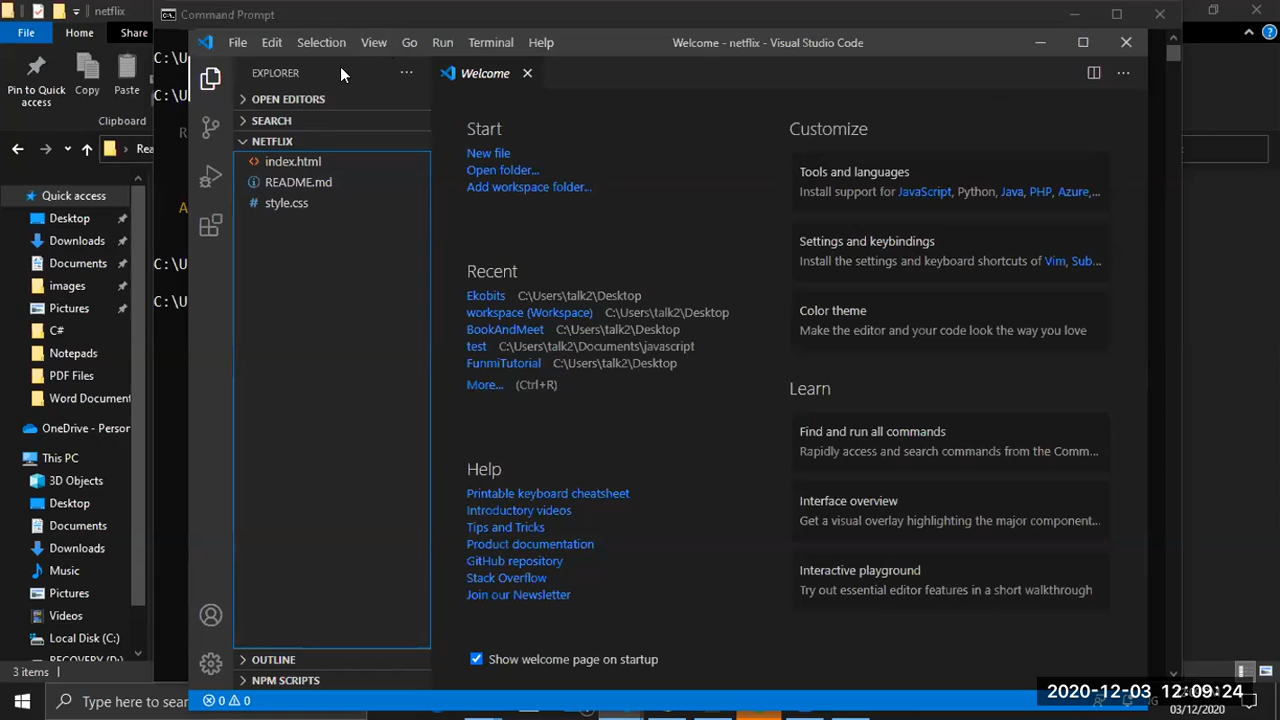 netflix
Command Prompt
File
Home
Share
Pin to Quick access
Copy
Paste
Clipboard
Rea
Quick access
Desktop
Downloads
Documents
images
Pictures
C#
Notepads
PDF Files
Word Document
OneDrive - Person
This PC
3D Objects
Desktop
Documents
Downloads
Music
Pictures
Videos
Local Disk (C:)
RECOVERY (D:)
3 items
C:\U
C:\U
R
A
C:\U
C:\U
File Edit Selection View Go Run Terminal Help
Welcome - netflix - Visual Studio Code
EXPLORER
OPEN EDITORS
SEARCH
NETFLIX
index.html
README.md
style.css
OUTLINE
NPM SCRIPTS
Welcome
Start
New file
Open folder...
Add workspace folder...
Recent
Ekobits C:\Users\talk2\Desktop
workspace (Workspace) C:\Users\talk2\Desktop
BookAndMeet C:\Users\talk2\Desktop
test C:\Users\talk2\Documents\javascript
FunmiTutorial C:\Users\talk2\Desktop
More... (Ctrl+R)
Help
Printable keyboard cheatsheet
Introductory videos
Tips and Tricks
Product documentation
GitHub repository
Stack Overflow
Join our Newsletter
Show welcome page on startup
Customize
Tools and languages
Install support for JavaScript, Python, Java, PHP, Azure,...
Settings and keybindings
Install the settings and keyboard shortcuts of Vim, Sub...
Color theme
Make the editor and your code look the way you love
Learn
Find and run all commands
Rapidly access and search commands from the Comm...
Interface overview
Get a visual overlay highlighting the major component...
Interactive playground
Try out essential editor features in a short walkthrough
0 0
Type here to sear
2020-12-03 12:09:24
03/12/2020